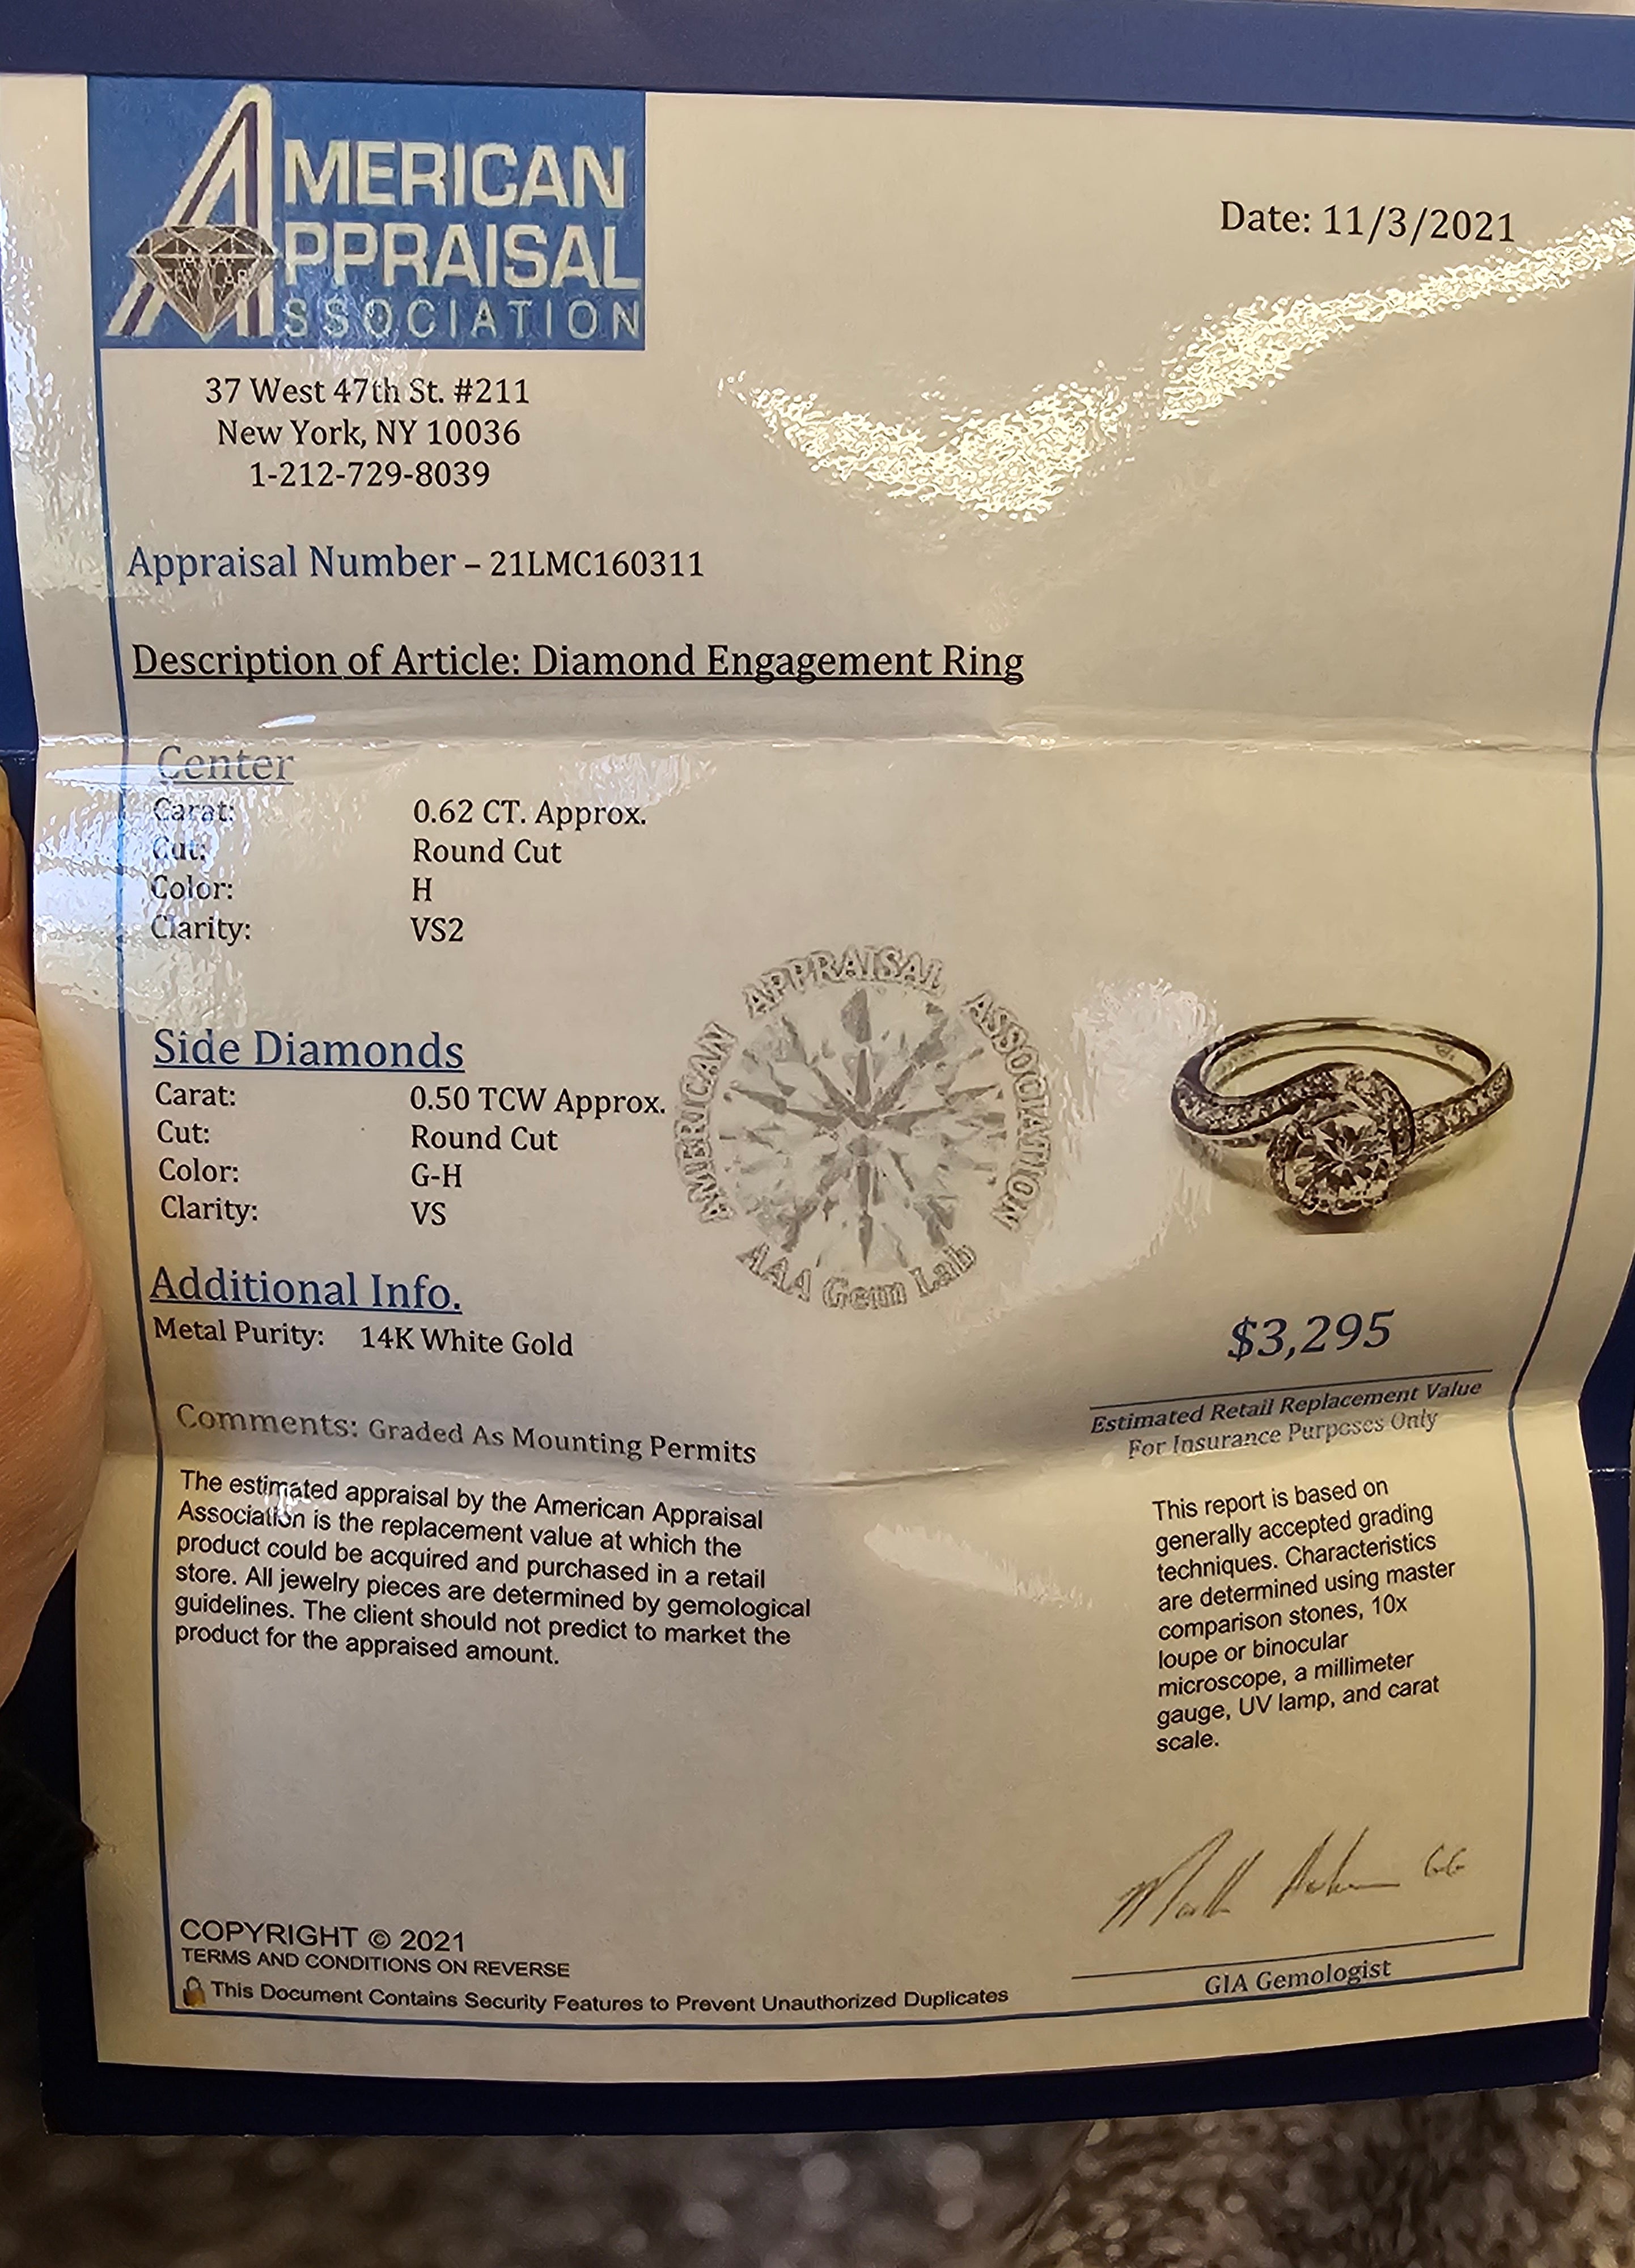 AMERICAN
APPRAISAL
ASSOCIATION
Date: 11/3/2021
37 West 47th St. #211
New York, NY 10036
1-212-729-8039
Appraisal Number – 21LMC160311
Description of Article: Diamond Engagement Ring
Center
Carat: 0.62 CT. Approx.
Cut: Round Cut
Color: H
Clarity: VS2
Side Diamonds
Carat: 0.50 TCW Approx.
Cut: Round Cut
Color: G-H
Clarity: VS
AMERICAN APPRAISAL ASSOCIATION
AAA Gem Lab
Additional Info.
Metal Purity: 14K White Gold
$3,295
Estimated Retail Replacement Value
For Insurance Purposes Only
Comments: Graded As Mounting Permits
The estimated appraisal by the American Appraisal
Association is the replacement value at which the
product could be acquired and purchased in a retail
store. All jewelry pieces are determined by gemological
guidelines. The client should not predict to market the
product for the appraised amount.
This report is based on
generally accepted grading
techniques. Characteristics
are determined using master
comparison stones, 10x
loupe or binocular
microscope, a millimeter
gauge, UV lamp, and carat
scale.
GG
GIA Gemologist
COPYRIGHT © 2021
TERMS AND CONDITIONS ON REVERSE
This Document Contains Security Features to Prevent Unauthorized Duplicates